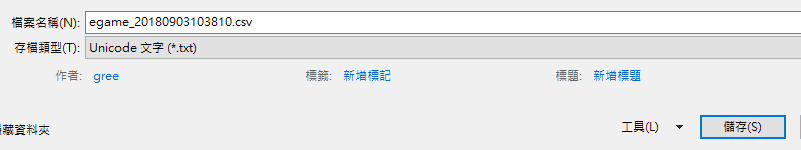 檔案名稱(N): egame_20180903103810.csv
存檔類型(T): Unicode 文字 (*.txt)
作者: gree 標籤: 新增標記 標題: 新增標題
藏資料夾 工具(L) 儲存(S)